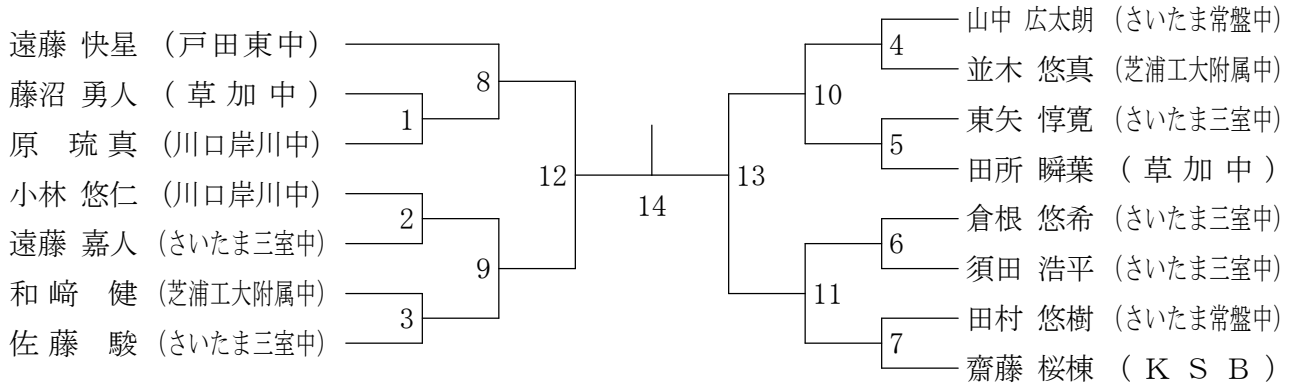 遠藤 快星 (戸田東中)
藤沼 勇人 (草加中)
原 琉真 (川口岸川中)
小林 悠仁 (川口岸川中)
遠藤 嘉人 (さいたま三室中)
和﨑 健 (芝浦工大附属中)
佐藤 駿 (さいたま三室中)
1
2
3
8
9
12
14
13
10
11
4
5
6
7
山中 広太朗 (さいたま常盤中)
並木 悠真 (芝浦工大附属中)
東矢 惇寛 (さいたま三室中)
田所 瞬葉 (草加中)
倉根 悠希 (さいたま三室中)
須田 浩平 (さいたま三室中)
田村 悠樹 (さいたま常盤中)
齋藤 桜棟 (KSB)